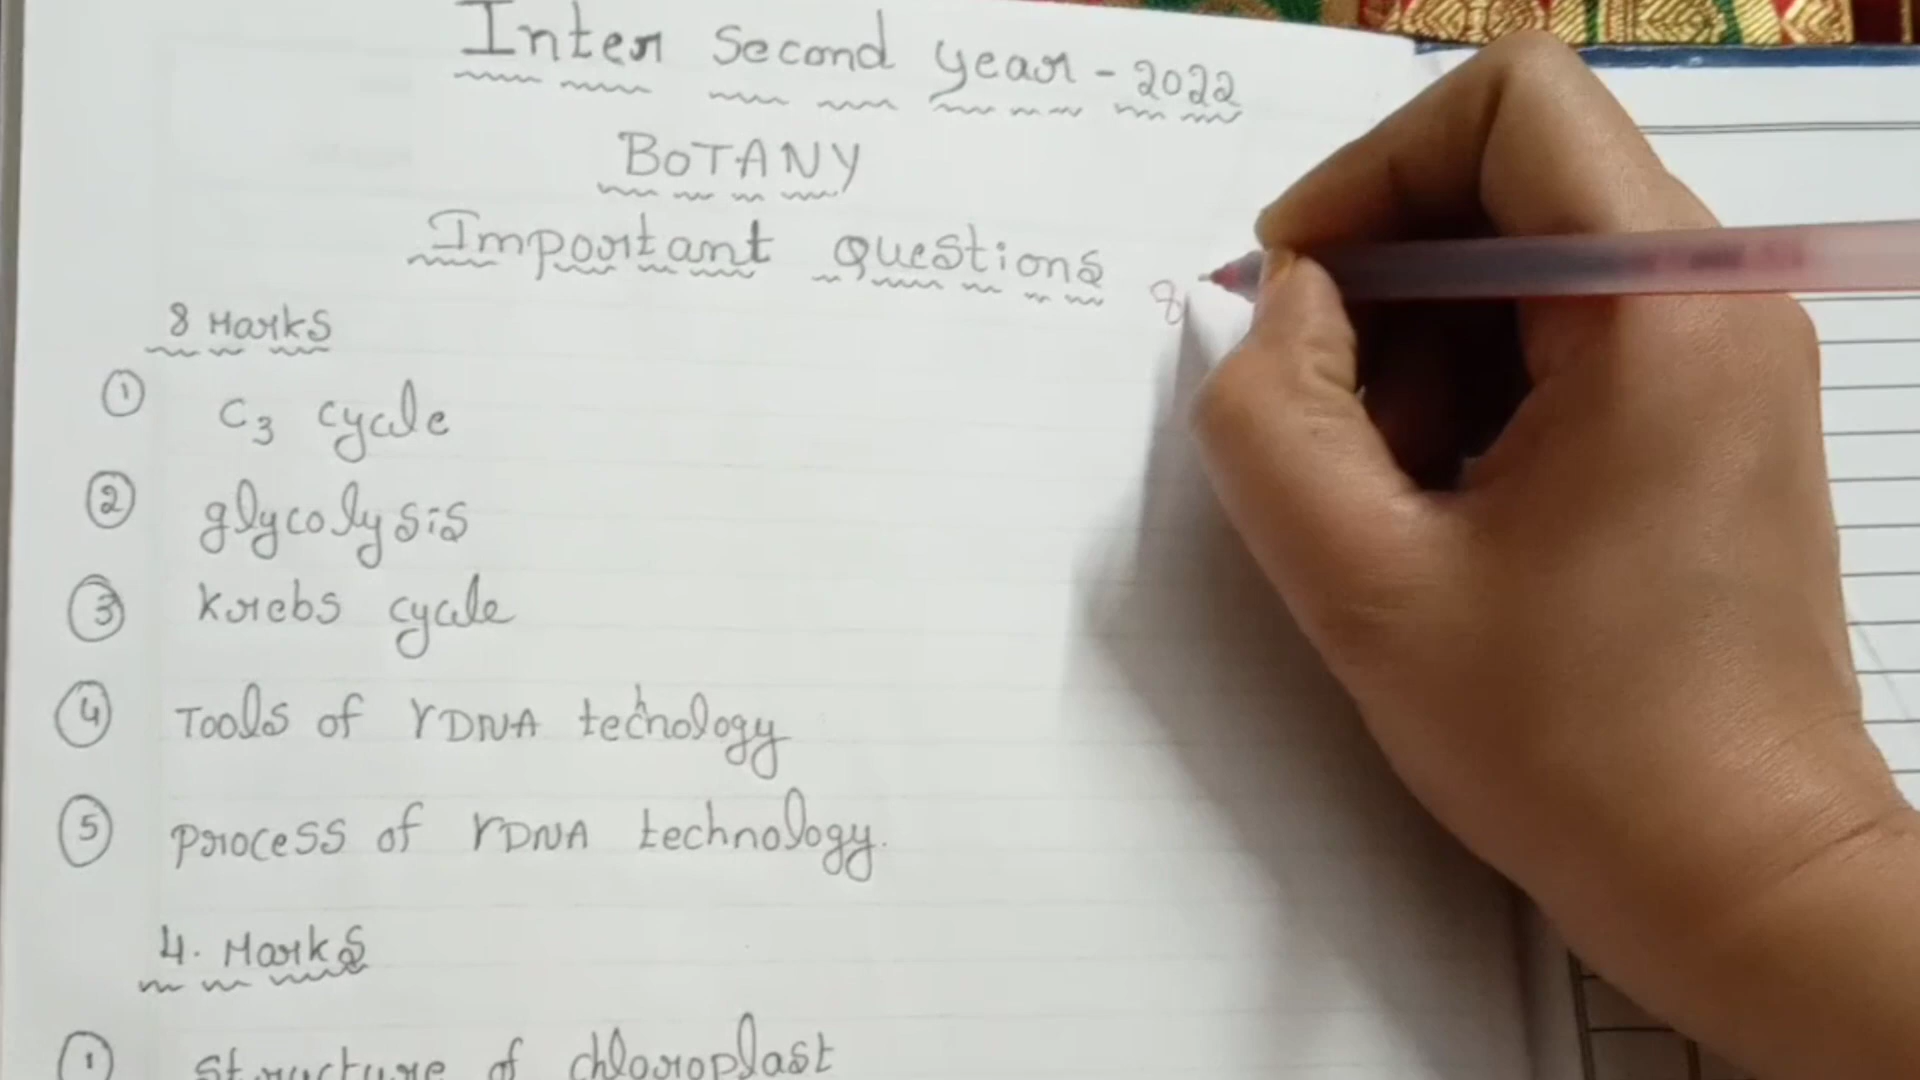 Inter Second year - 2022
BOTANY
Important Questions 8
8 Marks
① C3 cycle
② glycolysis
③ Krebs cycle
④ Tools of rDNA technology
⑤ process of rDNA technology.
4. Marks
① structure of chloroplast